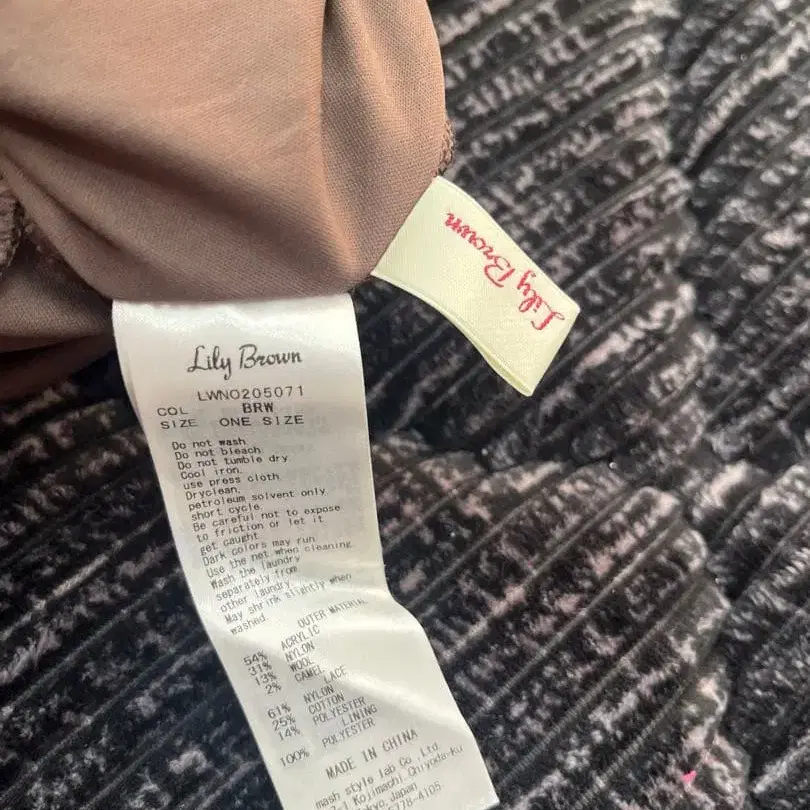 Lily Brown
Lily Brown
LWNO205071
COL BRW
SIZE ONE SIZE
Do not wash
Do not bleach
Do not tumble dry
Cool iron.
use press cloth
Dryclean,
petroleum solvent only
short cycle
Be careful not to expose
to friction or let it
get caught
Dark colors may run
Use the net when cleaning
Wash the laundry
separately from
other laundry.
May shrink slightly when
washed
OUTER MATERIAL
54% ACRYLIC
31% NYLON
13% WOOL
2% CAMEL
LACE
61% NYLON
25% COTTON
14% POLYESTER
LINING
100% POLYESTER
MADE IN CHINA
mash style lab Co.,Ltd.
Kojimachi, Chiyoda-ku
Japan
778-4105